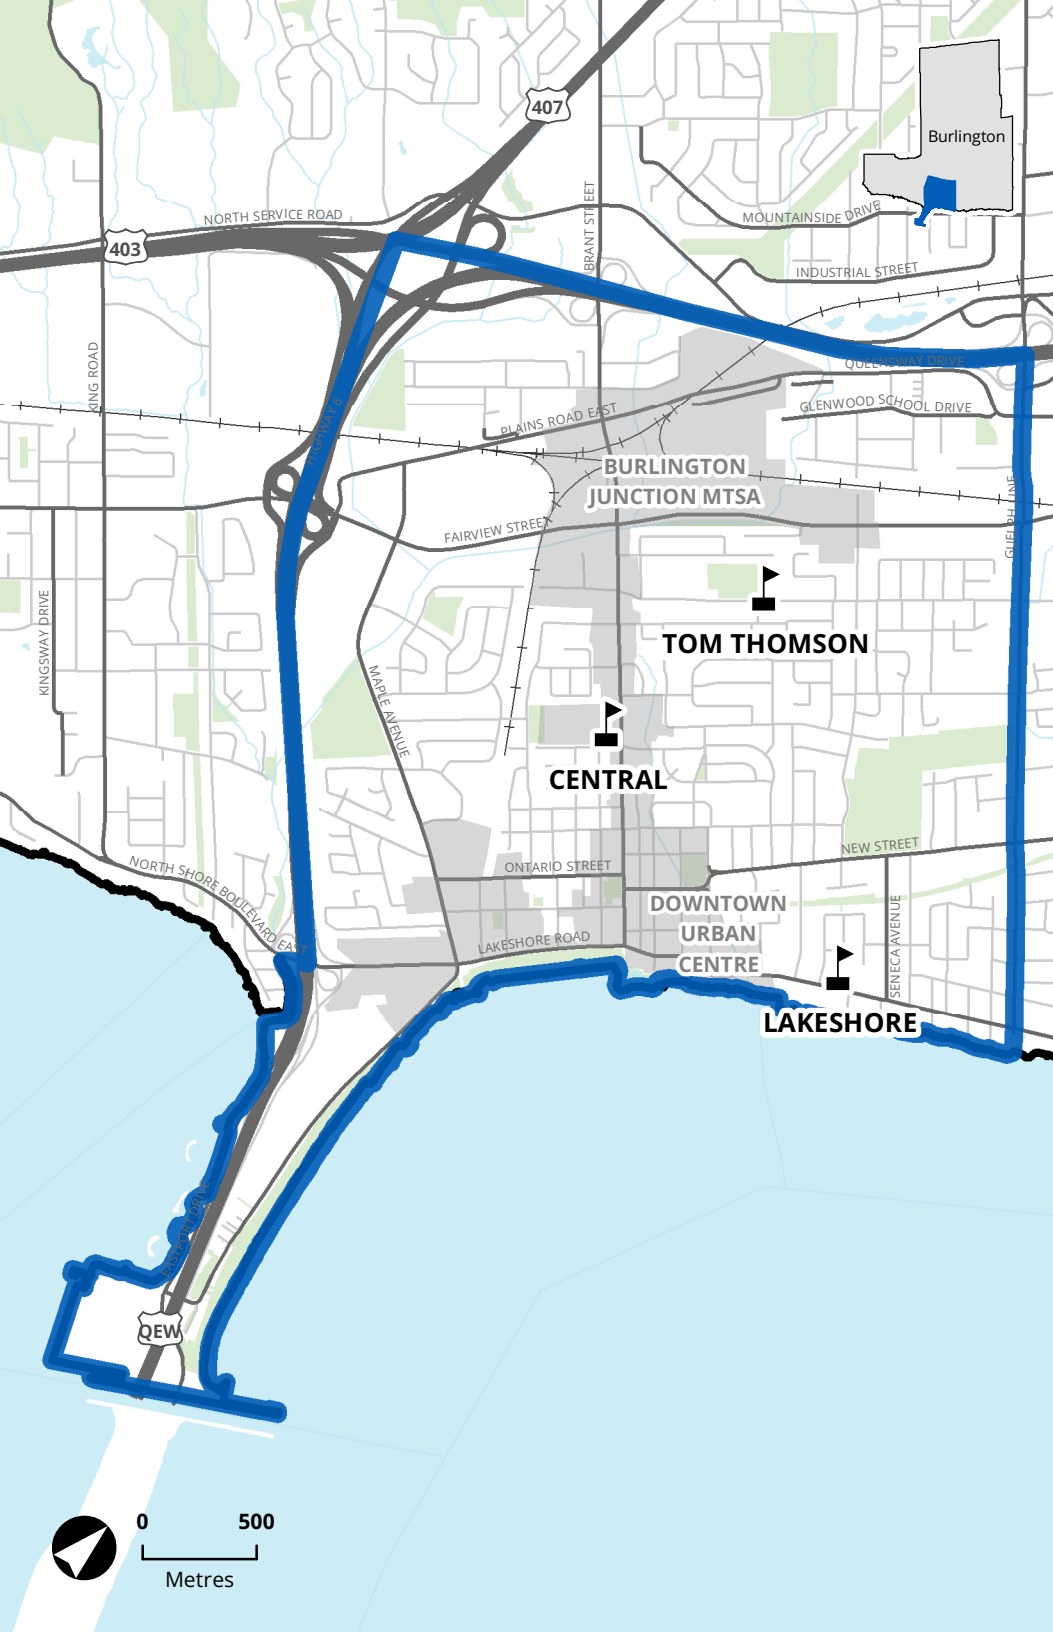 407
Burlington
BRANT STREET
MOUNTAINSIDE DRIVE
NORTH SERVICE ROAD
403
INDUSTRIAL STREET
KING ROAD
QUEENSWAY DRIVE
GLENWOOD SCHOOL DRIVE
HIGHWAY 6
PLAINS ROAD EAST
BURLINGTON
JUNCTION MTSA
GUELPH LINE
FAIRVIEW STREET
KINGSWAY DRIVE
TOM THOMSON
MAPLE AVENUE
CENTRAL
NEW STREET
NORTH SHORE BOULEVARD EAST
ONTARIO STREET
DOWNTOWN
URBAN
CENTRE
SENECA AVENUE
LAKESHORE ROAD
LAKESHORE
EASTPORT DRIVE
QEW
0 500
Metres